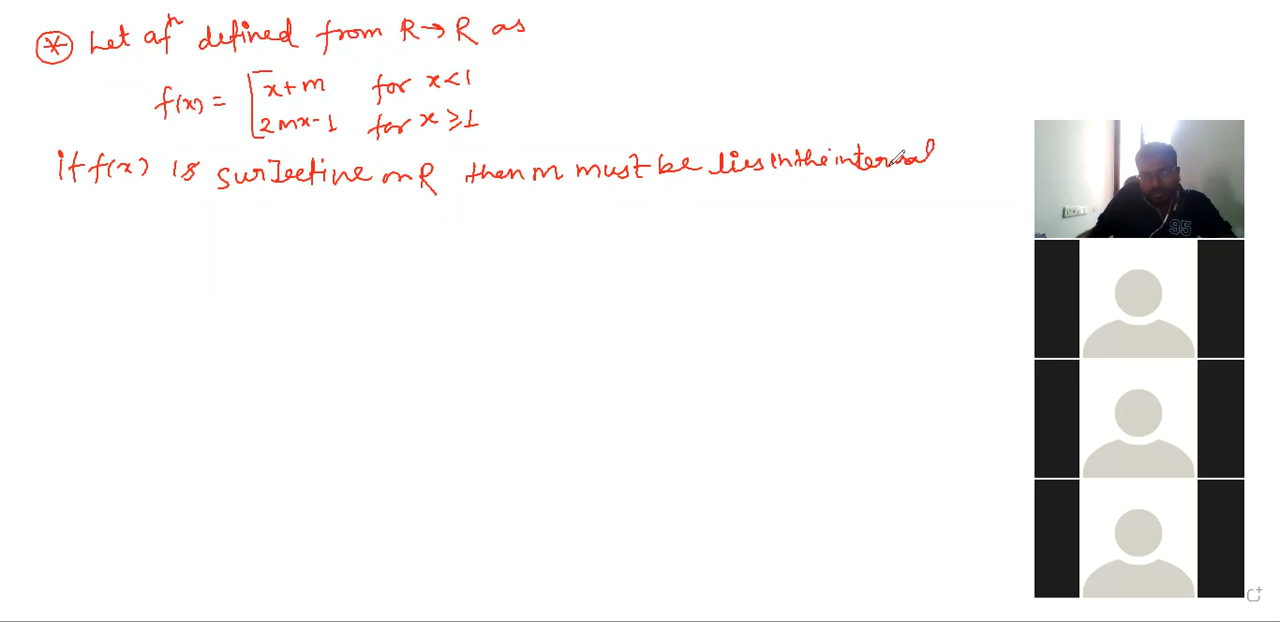 * Let a fⁿ defined from R→R as
f(x) = [ x+m for x<1
2mx-1 for x≥1
If f(x) is surjective on R then m must be lies in the interval
95